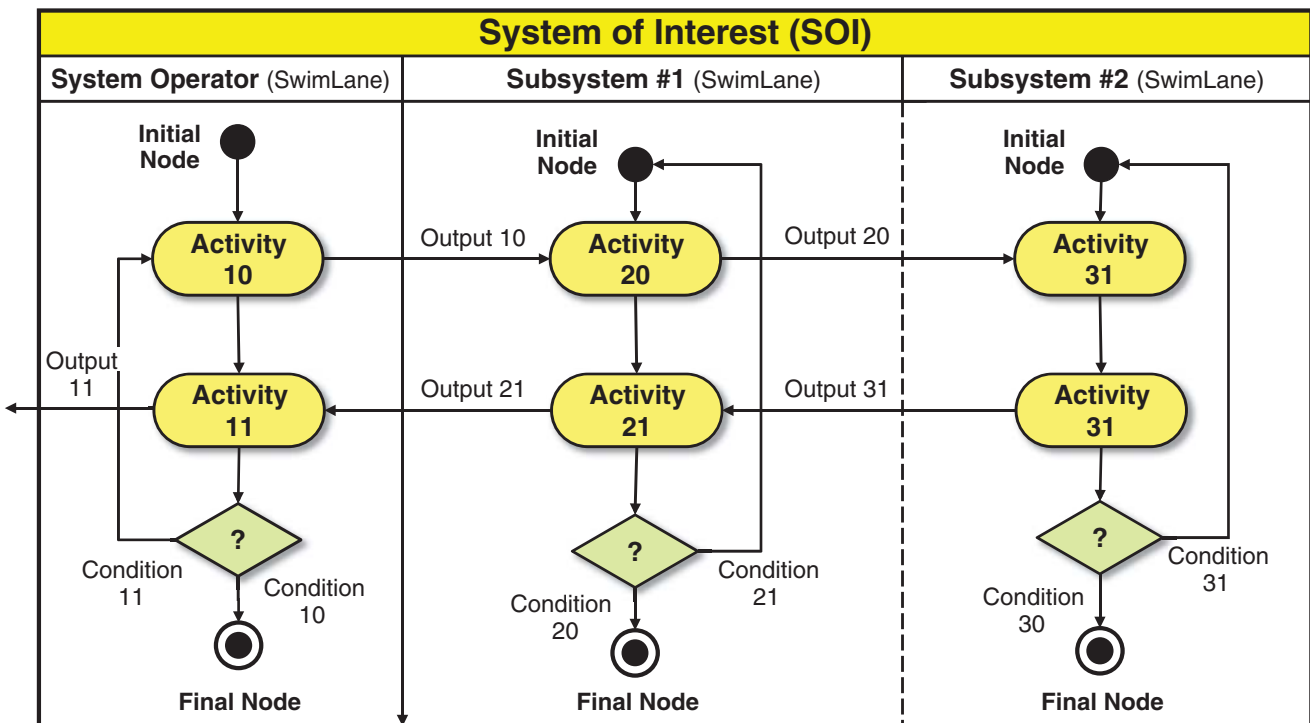 System of Interest (SOI)
System Operator (SwimLane)
Subsystem #1 (SwimLane)
Subsystem #2 (SwimLane)
Initial
Node
Initial
Node
Initial
Node
Activity
10
Output 10
Activity
20
Output 20
Activity
31
Output
11
Activity
11
Output 21
Activity
21
Output 31
Activity
31
?
?
?
Condition
11
Condition
10
Condition
20
Condition
21
Condition
30
Condition
31
Final Node
Final Node
Final Node